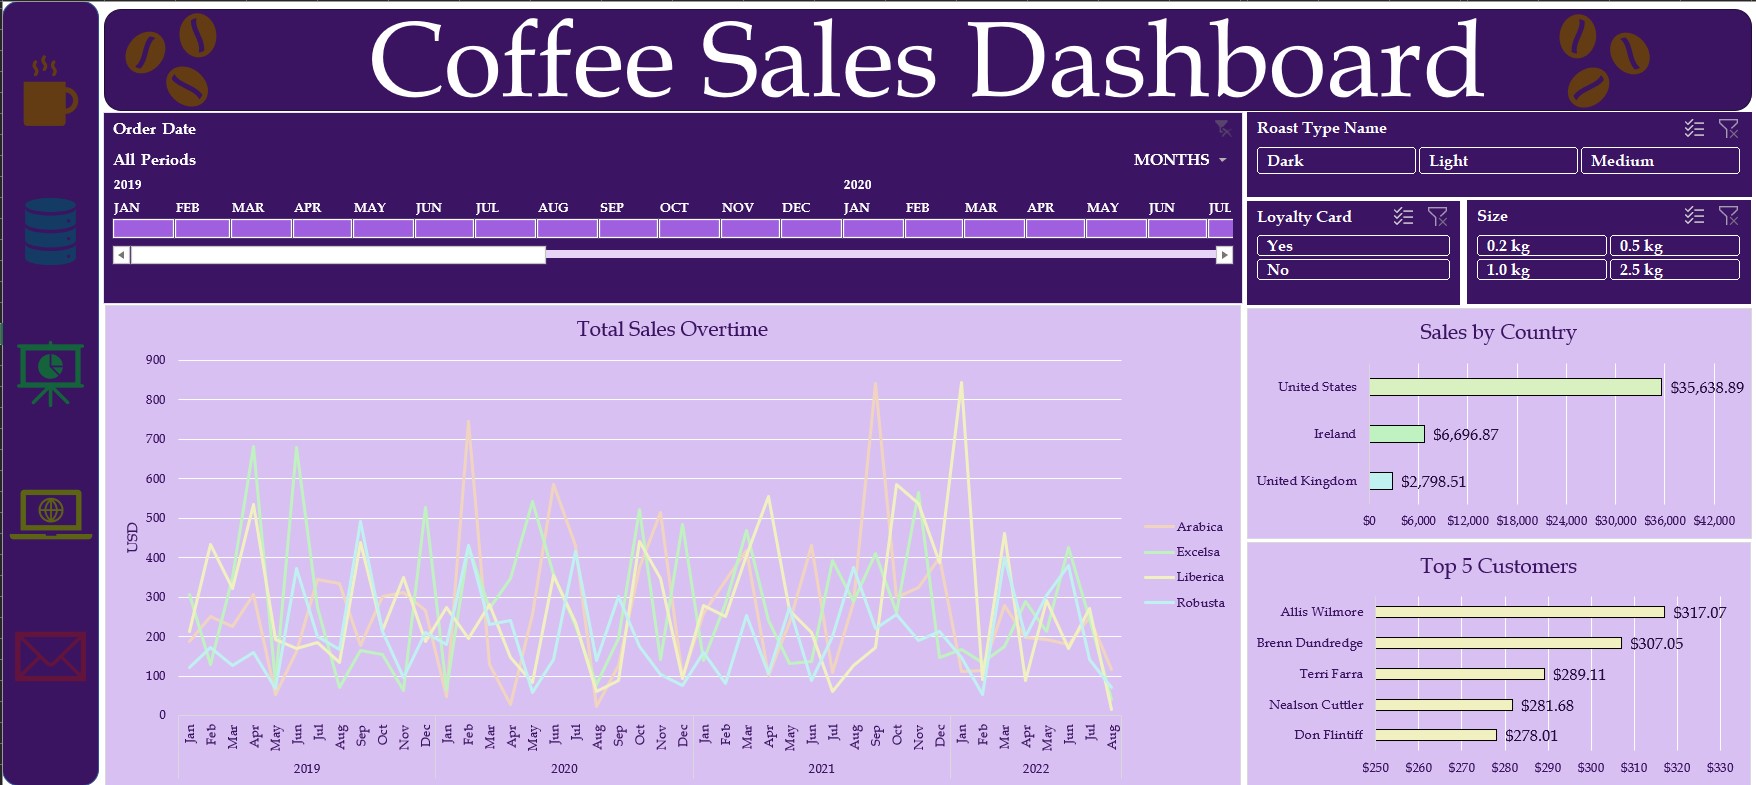 Coffee Sales Dashboard
Order Date
All Periods
MONTHS
2019 2020
JAN FEB MAR APR MAY JUN JUL AUG SEP OCT NOV DEC JAN FEB MAR APR MAY JUN JUL
Roast Type Name
Dark Light Medium
Loyalty Card
Yes
No
Size
0.2 kg 0.5 kg
1.0 kg 2.5 kg
Total Sales Overtime
900
800
700
600
500
400
300
200
100
0
USD
Jan Feb Mar Apr May Jun Jul Aug Sep Oct Nov Dec Jan Feb Mar Apr May Jun Jul Aug Sep Oct Nov Dec Jan Feb Mar Apr May Jun Jul Aug Sep Oct Nov Dec Jan Feb Mar Apr May Jun Jul Aug
2019 2020 2021 2022
Arabica
Excelsa
Liberica
Robusta
Sales by Country
United States $35,638.89
Ireland $6,696.87
United Kingdom $2,798.51
$0 $6,000 $12,000 $18,000 $24,000 $30,000 $36,000 $42,000
Top 5 Customers
Allis Wilmore $317.07
Brenn Dundredge $307.05
Terri Farra $289.11
Nealson Cuttler $281.68
Don Flintiff $278.01
$250 $260 $270 $280 $290 $300 $310 $320 $330